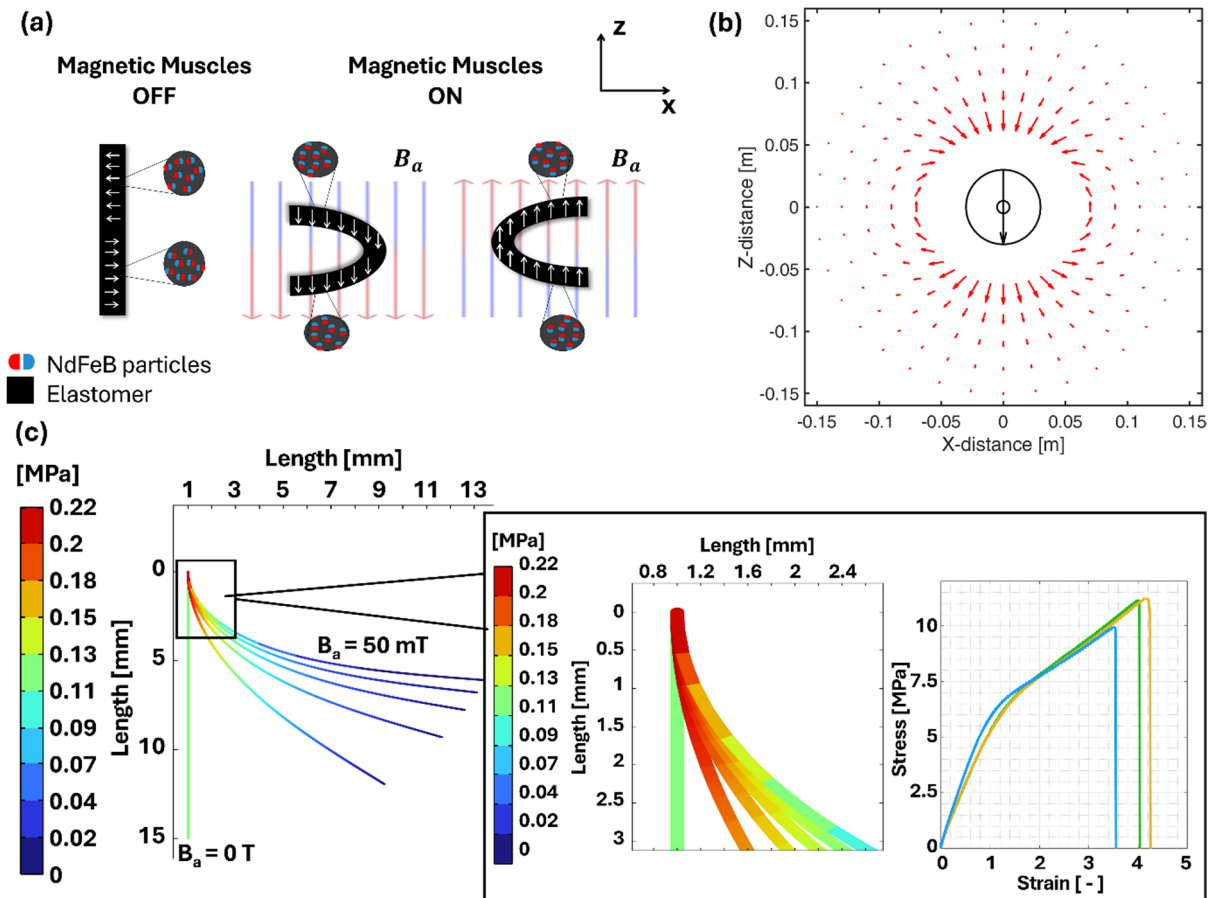 (a)
Magnetic Muscles
OFF
Magnetic Muscles
ON
z
x
B_a
B_a
NdFeB particles
Elastomer
(b)
0.15
0.1
0.05
0
-0.05
-0.1
-0.15
Z-distance [m]
-0.15 -0.1 -0.05 0 0.05 0.1 0.15
X-distance [m]
(c)
[MPa]
0.22
0.2
0.18
0.15
0.13
0.11
0.09
0.07
0.04
0.02
0
Length [mm]
1 3 5 7 9 11 13
Length [mm]
0
5
10
15
B_a = 50 mT
B_a = 0 T
[MPa]
0.22
0.2
0.18
0.15
0.13
0.11
0.09
0.07
0.04
0.02
0
Length [mm]
0.8 1.2 1.6 2 2.4
Length [mm]
0
0.5
1
1.5
2
2.5
3
Stress [MPa]
10
7.5
5
2.5
0
0 1 2 3 4 5
Strain [ - ]